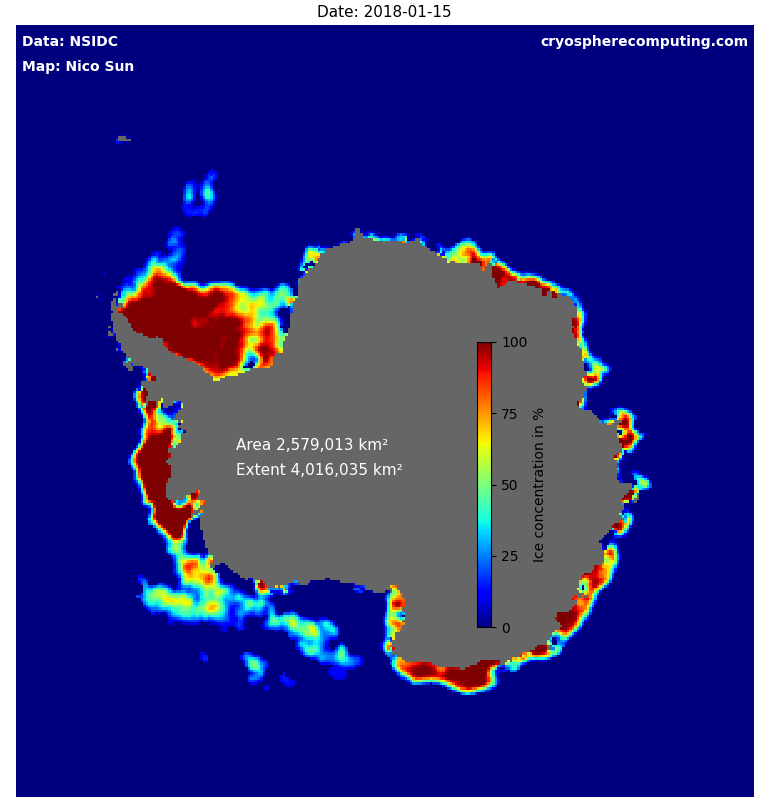 Date: 2018-01-15
Data: NSIDC
cryospherecomputing.com
Map: Nico Sun
100
75
Area 2,579,013 km²
Extent 4,016,035 km²
50
Ice concentration in %
25
0